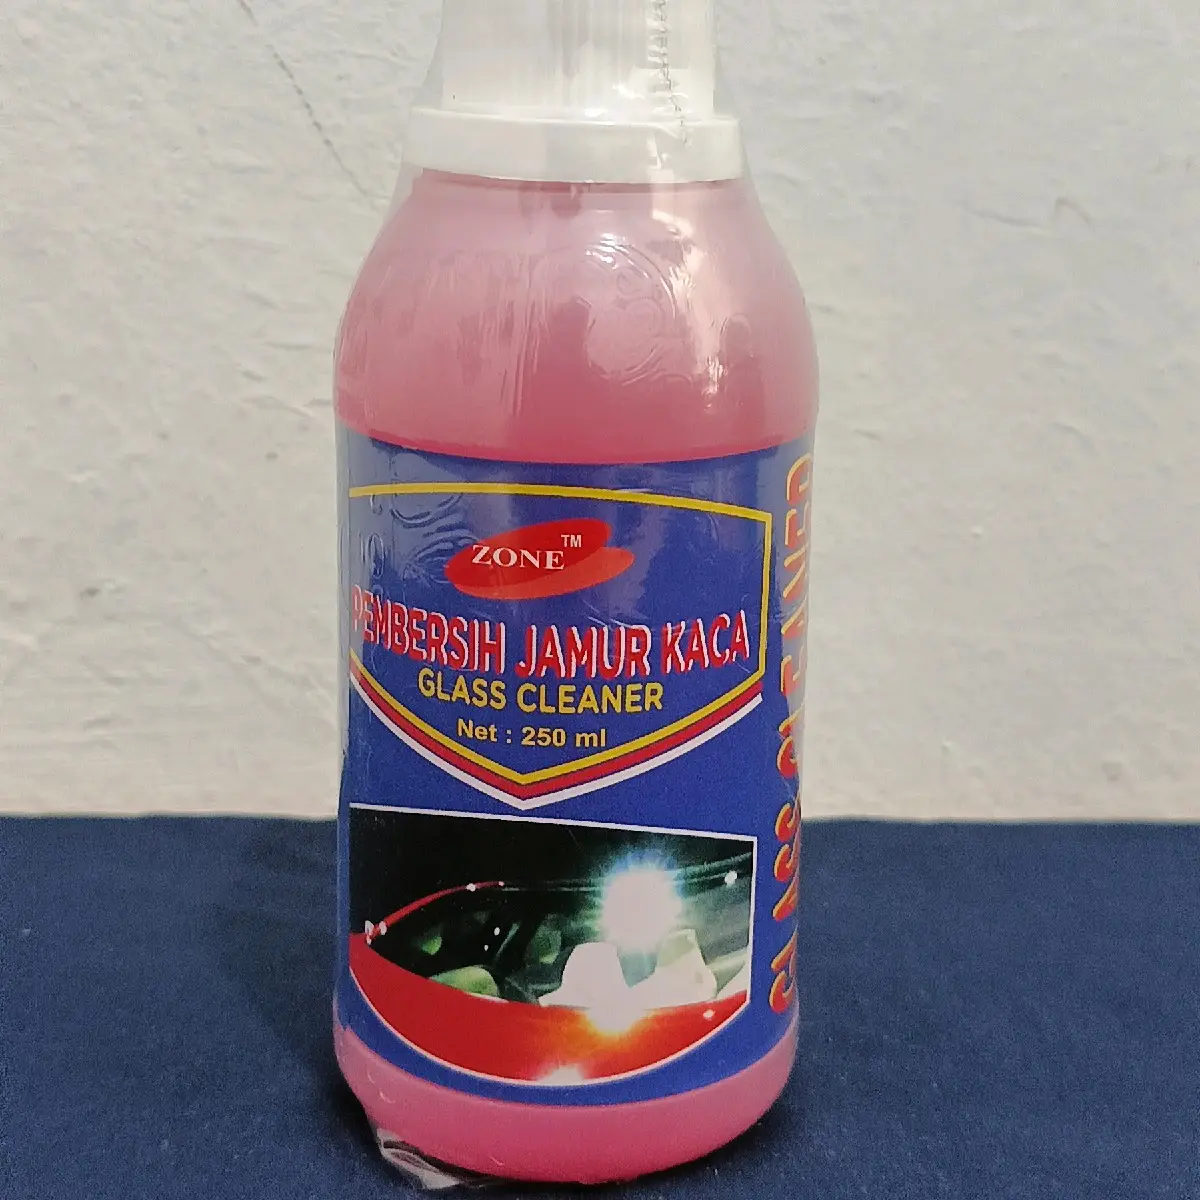 ZONE™
PEMBERSIH JAMUR KACA
GLASS CLEANER
Net : 250 ml
GLASS CLEANER